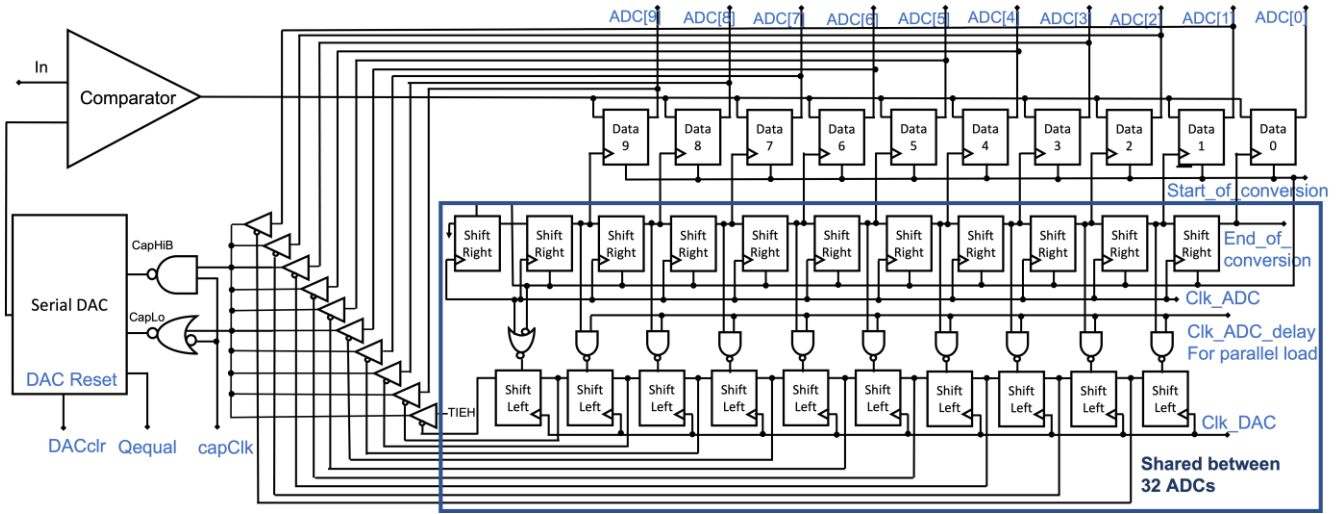 ADC[9]
ADC[8]
ADC[7]
ADC[6]
ADC[5]
ADC[4]
ADC[3]
ADC[2]
ADC[1]
ADC[0]
In
Comparator
Data
9
Data
8
Data
7
Data
6
Data
5
Data
4
Data
3
Data
2
Data
1
Data
0
Start_of_conversion
Shift
Right
Shift
Right
Shift
Right
Shift
Right
Shift
Right
Shift
Right
Shift
Right
Shift
Right
Shift
Right
Shift
Right
Shift
Right
End_of_
conversion
CapHiB
Serial DAC
CapLo
Clk_ADC
Clk_ADC_delay
For parallel load
DAC Reset
TIEH
Shift
Left
Shift
Left
Shift
Left
Shift
Left
Shift
Left
Shift
Left
Shift
Left
Shift
Left
Shift
Left
Shift
Left
Clk_DAC
DACclr
Qequal
capClk
Shared between
32 ADCs